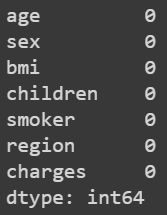 age 0
sex 0
bmi 0
children 0
smoker 0
region 0
charges 0
dtype: int64